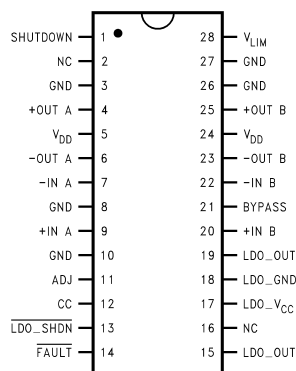 SHUTDOWN 1 28 VLIM
NC 2 27 GND
GND 3 26 GND
+OUT A 4 25 +OUT B
VDD 5 24 VDD
-OUT A 6 23 -OUT B
-IN A 7 22 -IN B
GND 8 21 BYPASS
+IN A 9 20 +IN B
GND 10 19 LDO_OUT
ADJ 11 18 LDO_GND
CC 12 17 LDO_VCC
LDO_SHDN 13 16 NC
FAULT 14 15 LDO_OUT